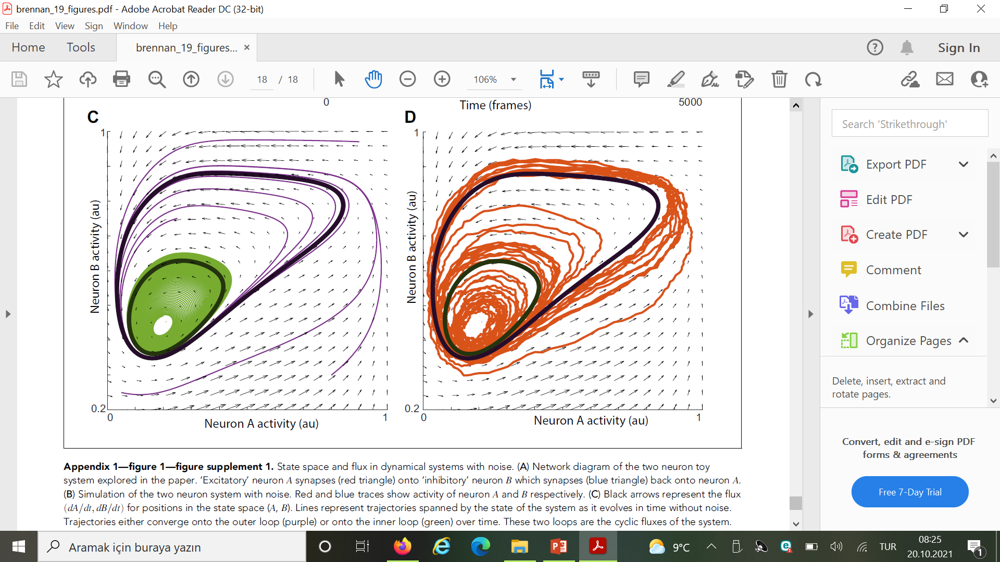 brennan_19_figures.pdf - Adobe Acrobat Reader DC (32-bit)
File Edit View Sign Window Help
Home Tools brennan_19_figures... ×
Sign In
18 / 18
106%
0 Time (frames) 5000
C
1
Neuron B activity (au)
0.2
0 1
Neuron A activity (au)
D
1
Neuron B activity (au)
0.2
0 1
Neuron A activity (au)
Appendix 1—figure 1—figure supplement 1. State space and flux in dynamical systems with noise. (A) Network diagram of the two neuron toy
system explored in the paper. ‘Excitatory’ neuron A synapses (red triangle) onto ‘inhibitory’ neuron B which synapses (blue triangle) back onto neuron A.
(B) Simulation of the two neuron system with noise. Red and blue traces show activity of neuron A and B respectively. (C) Black arrows represent the flux
(dA/dt, dB/dt) for positions in the state space (A, B). Lines represent trajectories spanned by the state of the system as it evolves in time without noise.
Trajectories either converge onto the outer loop (purple) or onto the inner loop (green) over time. These two loops are the cyclic fluxes of the system.
Search 'Strikethrough'
Export PDF
Edit PDF
Create PDF
Comment
Combine Files
Organize Pages
Delete, insert, extract and
rotate pages.
Convert, edit and e-sign PDF
forms & agreements
Free 7-Day Trial
Aramak için buraya yazın
9°C
TUR
08:25
20.10.2021
1